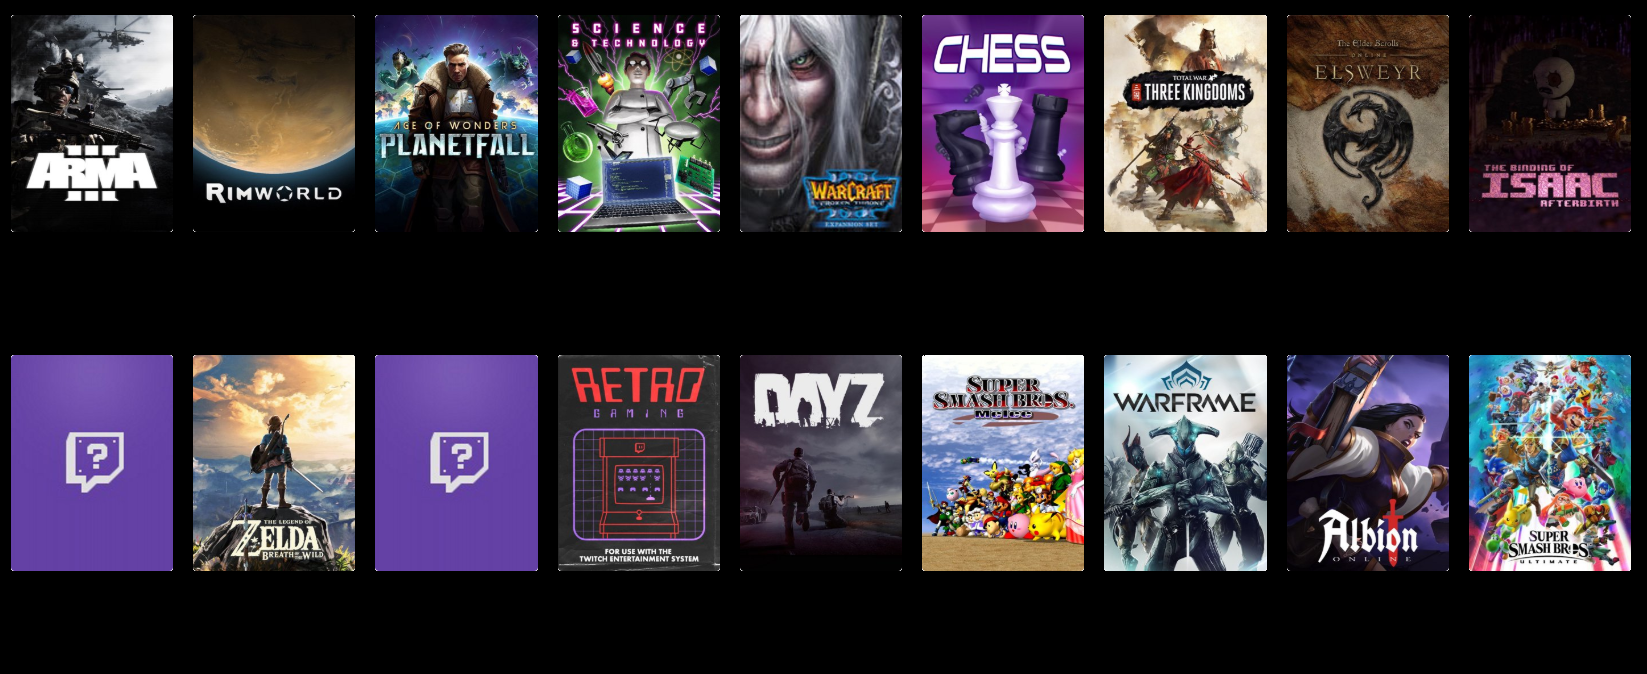 ARMA III
RIMWORLD
AGE OF WONDERS
PLANETFALL
SCIENCE
& TECHNOLOGY
WARCRAFT
III
FROZEN THRONE
EXPANSION SET
CHESS
TOTAL WAR
THREE KINGDOMS
The Elder Scrolls
ONLINE
ELSWEYR
THE BINDING OF
ISAAC
AFTERBIRTH
?
THE LEGEND OF
ZELDA
BREATH OF THE WILD
?
RETRO
GAMING
FOR USE WITH THE
TWITCH ENTERTAINMENT SYSTEM
DAYZ
SUPER
SMASH BROS.
Melee
WARFRAME
Albion
ONLINE
SUPER
SMASH BROS.
ULTIMATE